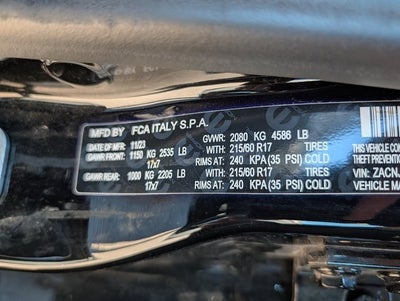 MFD BY FCA ITALY S.P.A.
DATE OF MFR: 11/23 GVWR: 2080 KG 4586 LB
GAWR FRONT: 1150 KG 2535 LB WITH 215/60 R17 TIRES
17x7 RIMS AT 240 KPA(35 PSI) COLD
GAWR REAR: 1000 KG 2205 LB WITH 215/60 R17 TIRES
17x7 RIMS AT 240 KPA(35 PSI) COLD
THIS VEHICLE
THEFT PREVENTION
VIN: ZACNJ
VEHICLE MA